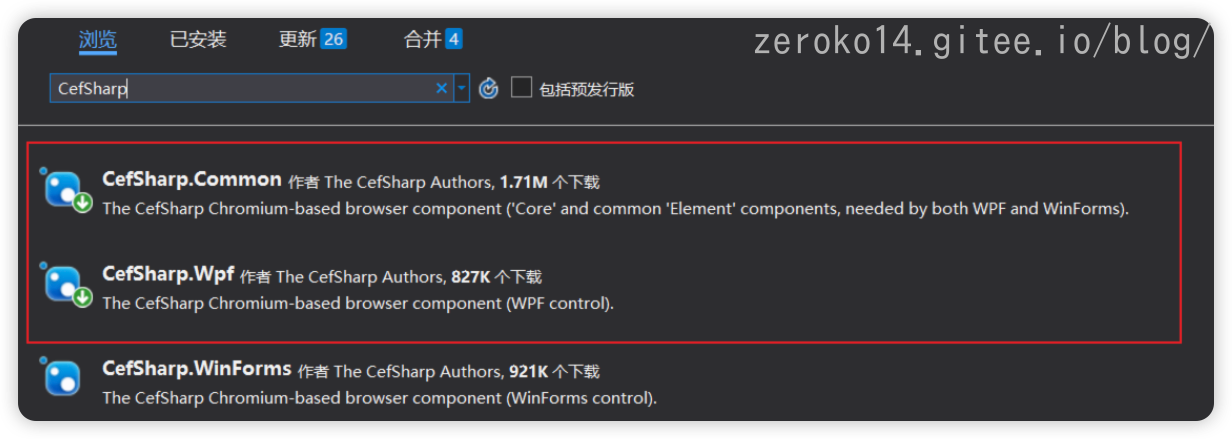 浏览 已安装 更新 26 合并 4
zeroko14.gitee.io/blog/
CefSharp
包括预发行版
CefSharp.Common 作者 The CefSharp Authors, 1.71M 个下载
The CefSharp Chromium-based browser component ('Core' and common 'Element' components, needed by both WPF and WinForms).
CefSharp.Wpf 作者 The CefSharp Authors, 827K 个下载
The CefSharp Chromium-based browser component (WPF control).
CefSharp.WinForms 作者 The CefSharp Authors, 921K 个下载
The CefSharp Chromium-based browser component (WinForms control).